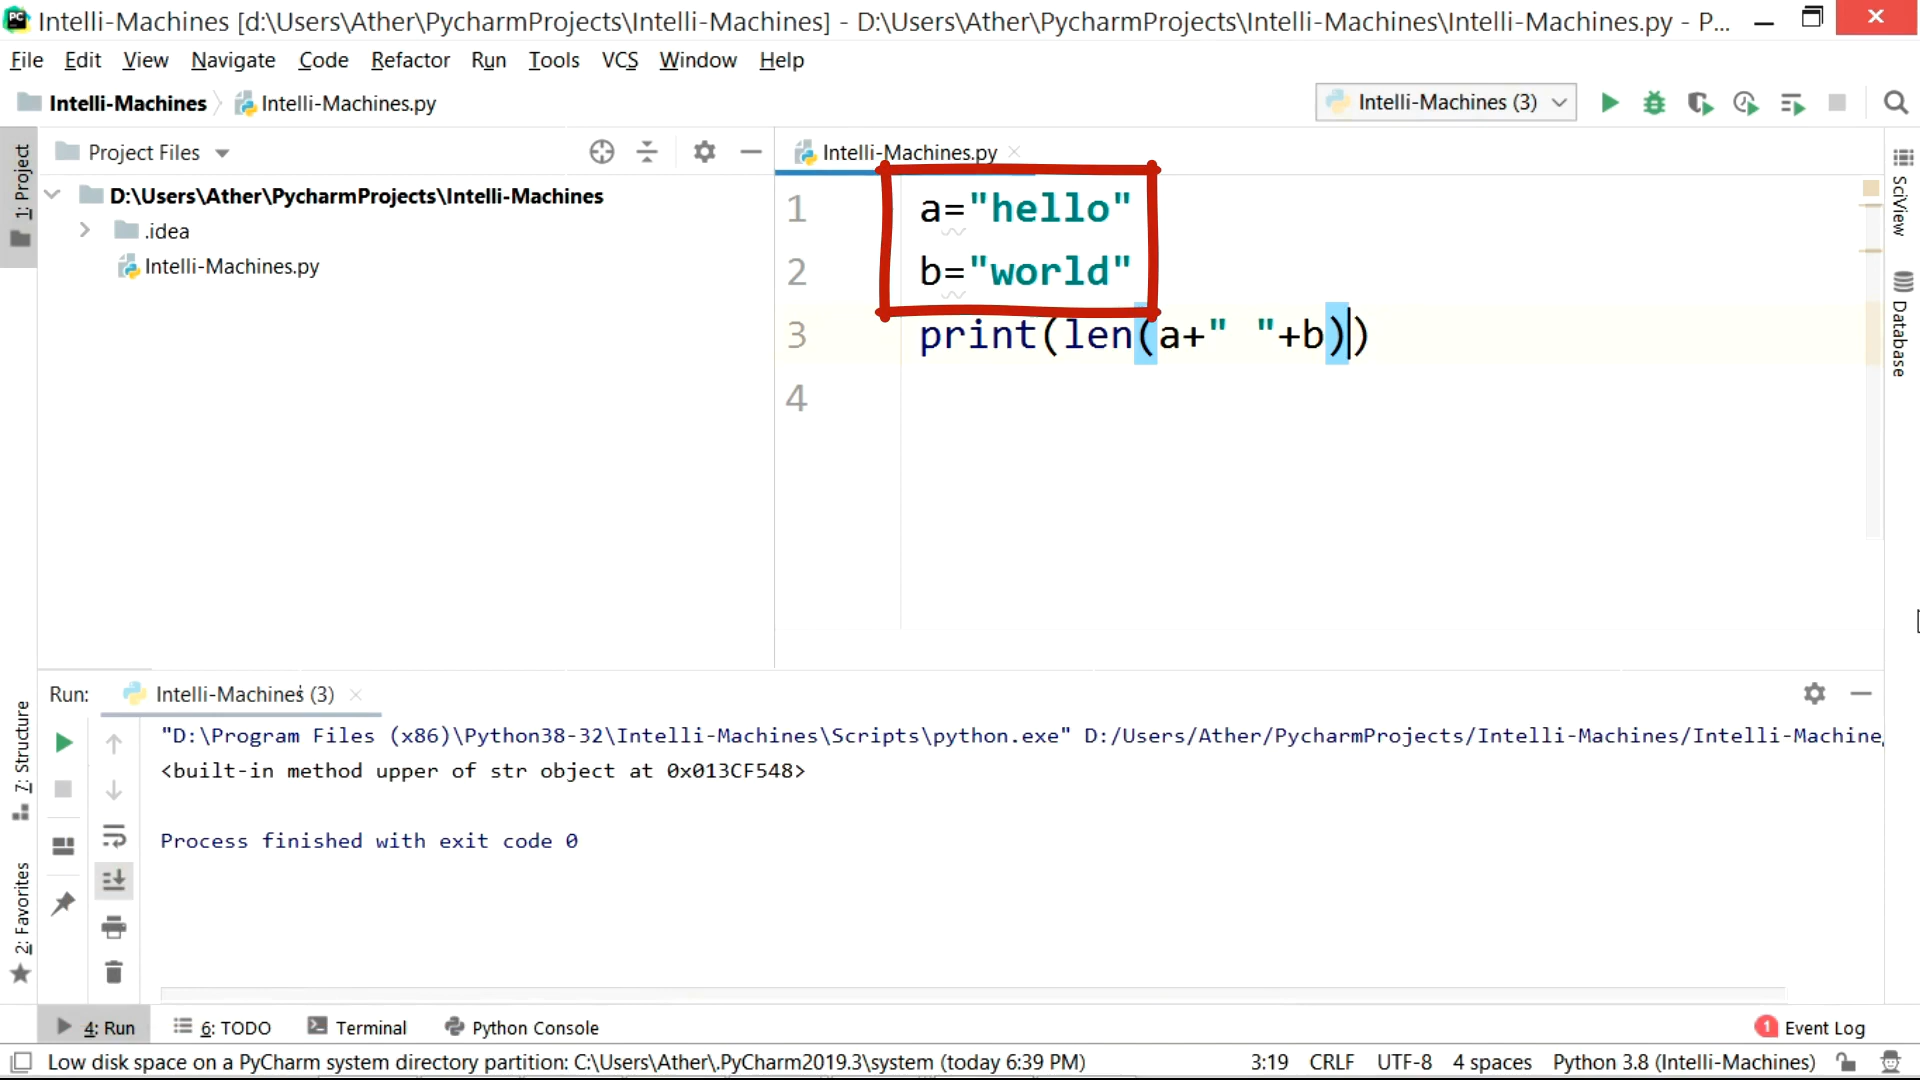 Intelli-Machines [d:\Users\Ather\PycharmProjects\Intelli-Machines] - D:\Users\Ather\PycharmProjects\Intelli-Machines\Intelli-Machines.py - P...
File Edit View Navigate Code Refactor Run Tools VCS Window Help
Intelli-Machines Intelli-Machines.py Intelli-Machines (3)
1: Project
Project Files
Intelli-Machines.py
D:\Users\Ather\PycharmProjects\Intelli-Machines
.idea
Intelli-Machines.py
1 a="hello"
2 b="world"
3 print(len(a+" "+b))
4
SciView
Database
Run: Intelli-Machines (3)
"D:\Program Files (x86)\Python38-32\Intelli-Machines\Scripts\python.exe" D:/Users/Ather/PycharmProjects/Intelli-Machines/Intelli-Machine
<built-in method upper of str object at 0x013CF548>
Process finished with exit code 0
7: Structure
2: Favorites
4: Run 6: TODO Terminal Python Console 1 Event Log
Low disk space on a PyCharm system directory partition: C:\Users\Ather\.PyCharm2019.3\system (today 6:39 PM) 3:19 CRLF UTF-8 4 spaces Python 3.8 (Intelli-Machines)